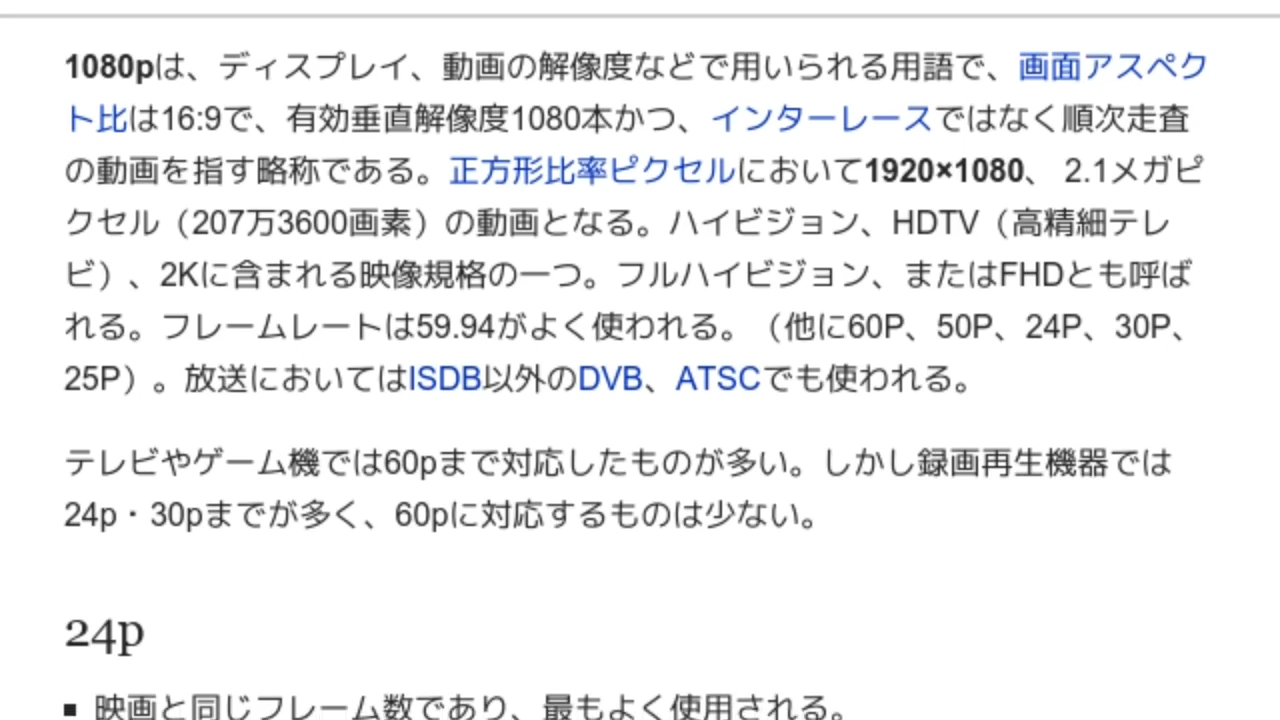 1080pは、ディスプレイ、動画の解像度などで用いられる用語で、画面アスペク
ト比は16:9で、有効垂直解像度1080本かつ、インターレースではなく順次走査
の動画を指す略称である。正方形比率ピクセルにおいて1920×1080、 2.1メガピ
クセル（207万3600画素）の動画となる。ハイビジョン、HDTV（高精細テレ
ビ）、2Kに含まれる映像規格の一つ。フルハイビジョン、またはFHDとも呼ば
れる。フレームレートは59.94がよく使われる。（他に60P、50P、24P、30P、
25P）。放送においてはISDB以外のDVB、ATSCでも使われる。
テレビやゲーム機では60pまで対応したものが多い。しかし録画再生機器では
24p・30pまでが多く、60pに対応するものは少ない。
24p
▪ 映画と同じフレーム数であり、最もよく使用される。